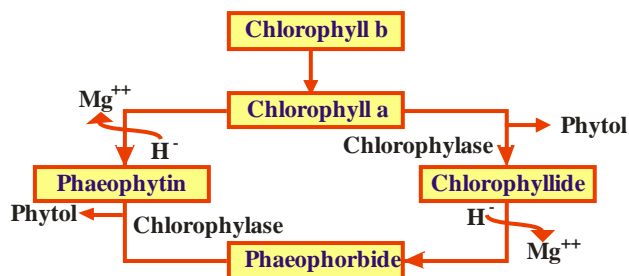 Chlorophyll b
Mg++
Chlorophyll a
H-
Phytol
Chlorophylase
Phaeophytin
Chlorophyllide
Phytol
Chlorophylase
H-
Mg++
Phaeophorbide